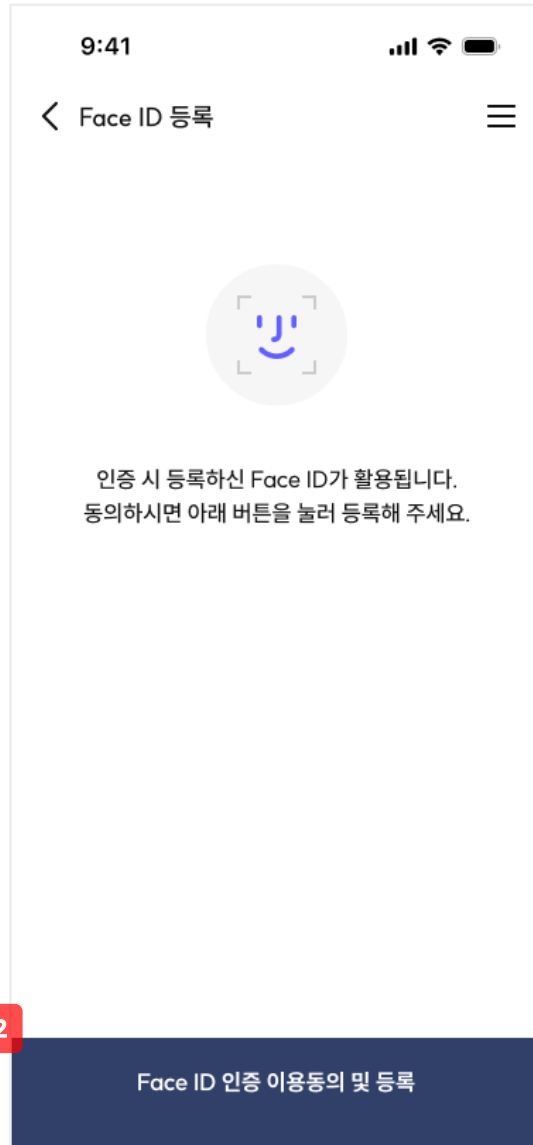 9:41
Face ID 등록
인증 시 등록하신 Face ID가 활용됩니다.
동의하시면 아래 버튼을 눌러 등록해 주세요.
2
Face ID 인증 이용동의 및 등록